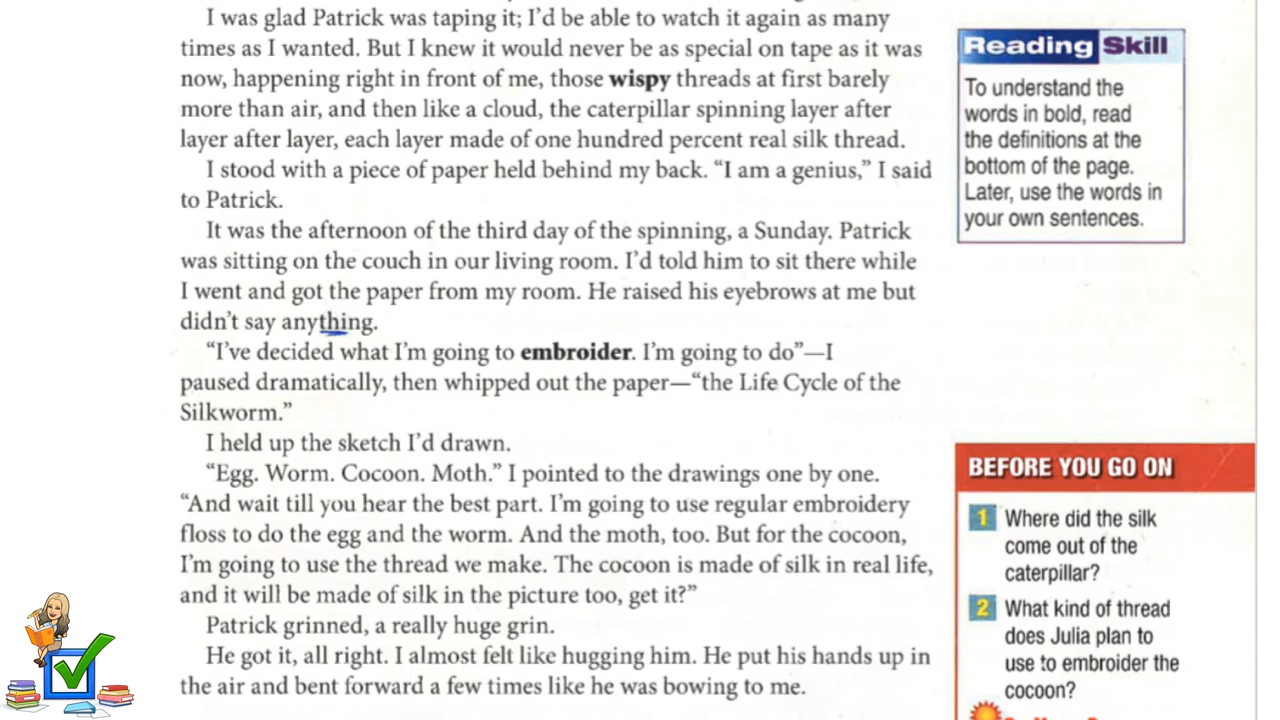 I was glad Patrick was taping it; I'd be able to watch it again as many
times as I wanted. But I knew it would never be as special on tape as it was
now, happening right in front of me, those wispy threads at first barely
more than air, and then like a cloud, the caterpillar spinning layer after
layer after layer, each layer made of one hundred percent real silk thread.
I stood with a piece of paper held behind my back. “I am a genius,” I said
to Patrick.
It was the afternoon of the third day of the spinning, a Sunday. Patrick
was sitting on the couch in our living room. I'd told him to sit there while
I went and got the paper from my room. He raised his eyebrows at me but
didn't say anything.
“I've decided what I'm going to embroider. I'm going to do”—I
paused dramatically, then whipped out the paper—“the Life Cycle of the
Silkworm.”
I held up the sketch I'd drawn.
“Egg. Worm. Cocoon. Moth.” I pointed to the drawings one by one.
“And wait till you hear the best part. I'm going to use regular embroidery
floss to do the egg and the worm. And the moth, too. But for the cocoon,
I'm going to use the thread we make. The cocoon is made of silk in real life,
and it will be made of silk in the picture too, get it?”
Patrick grinned, a really huge grin.
He got it, all right. I almost felt like hugging him. He put his hands up in
the air and bent forward a few times like he was bowing to me.
Reading Skill
To understand the
words in bold, read
the definitions at the
bottom of the page.
Later, use the words in
your own sentences.
BEFORE YOU GO ON
1 Where did the silk
come out of the
caterpillar?
2 What kind of thread
does Julia plan to
use to embroider the
cocoon?